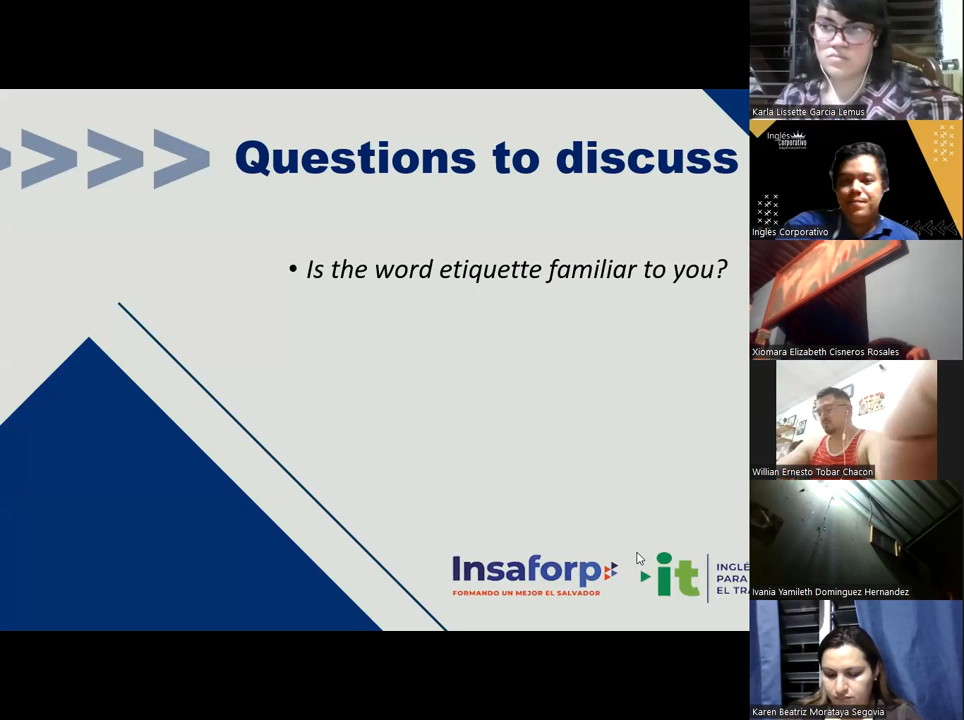 >>>>
Questions to discuss
• Is the word etiquette familiar to you?
Insaforp
FORMANDO UN MEJOR EL SALVADOR
it
INGLÉ
PARA
EL TR
Karla Lissette Garcia Lemus
Inglés
Corporativo
Inglés Corporativo
Xiomara Elizabeth Cisneros Rosales
Willian Ernesto Tobar Chacon
Ivania Yamileth Dominguez Hernandez
Karen Beatriz Morataya Segovia